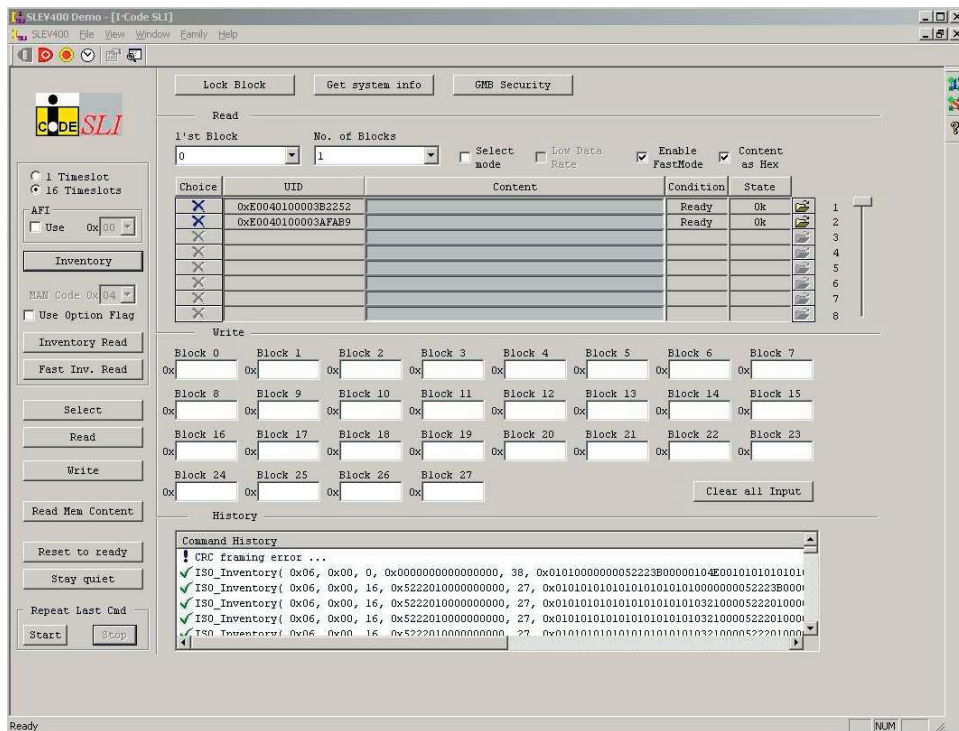 SLEV400 Demo - [I·Code SLI]
SLEV400 File View Window Family Help
Lock Block Get system info GMB Security
CODE SLI
Read
1'st Block No. of Blocks
0 1 Select mode Low Data Rate Enable FastMode Content as Hex
1 Timeslot
16 Timeslots
AFI
Use 0x 00
Inventory
MAN Code 0x 04
Use Option Flag
Inventory Read
Fast Inv. Read
Select
Read
Write
Read Mem Content
Reset to ready
Stay quiet
Repeat Last Cmd
Start Stop
Choice UID Content Condition State
0xE0040100003B2252 Ready Ok 1
0xE0040100003AFAB9 Ready Ok 2
3
4
5
6
7
8
Write
Block 0 Block 1 Block 2 Block 3 Block 4 Block 5 Block 6 Block 7
0x 0x 0x 0x 0x 0x 0x 0x
Block 8 Block 9 Block 10 Block 11 Block 12 Block 13 Block 14 Block 15
0x 0x 0x 0x 0x 0x 0x 0x
Block 16 Block 17 Block 18 Block 19 Block 20 Block 21 Block 22 Block 23
0x 0x 0x 0x 0x 0x 0x 0x
Block 24 Block 25 Block 26 Block 27
0x 0x 0x 0x Clear all Input
History
Command History
! CRC framing error ...
ISO_Inventory( 0x06, 0x00, 0, 0x0000000000000000, 38,
ISO_Inventory( 0x06, 0x00, 16, 0x5222010000000000, 27,
ISO_Inventory( 0x06, 0x00, 16, 0x5222010000000000, 27,
ISO_Inventory( 0x06, 0x00, 16, 0x5222010000000000, 27,
ISO_Inventory( 0x06, 0x00, 16, 0x5222010000000000, 27,
Ready NUM